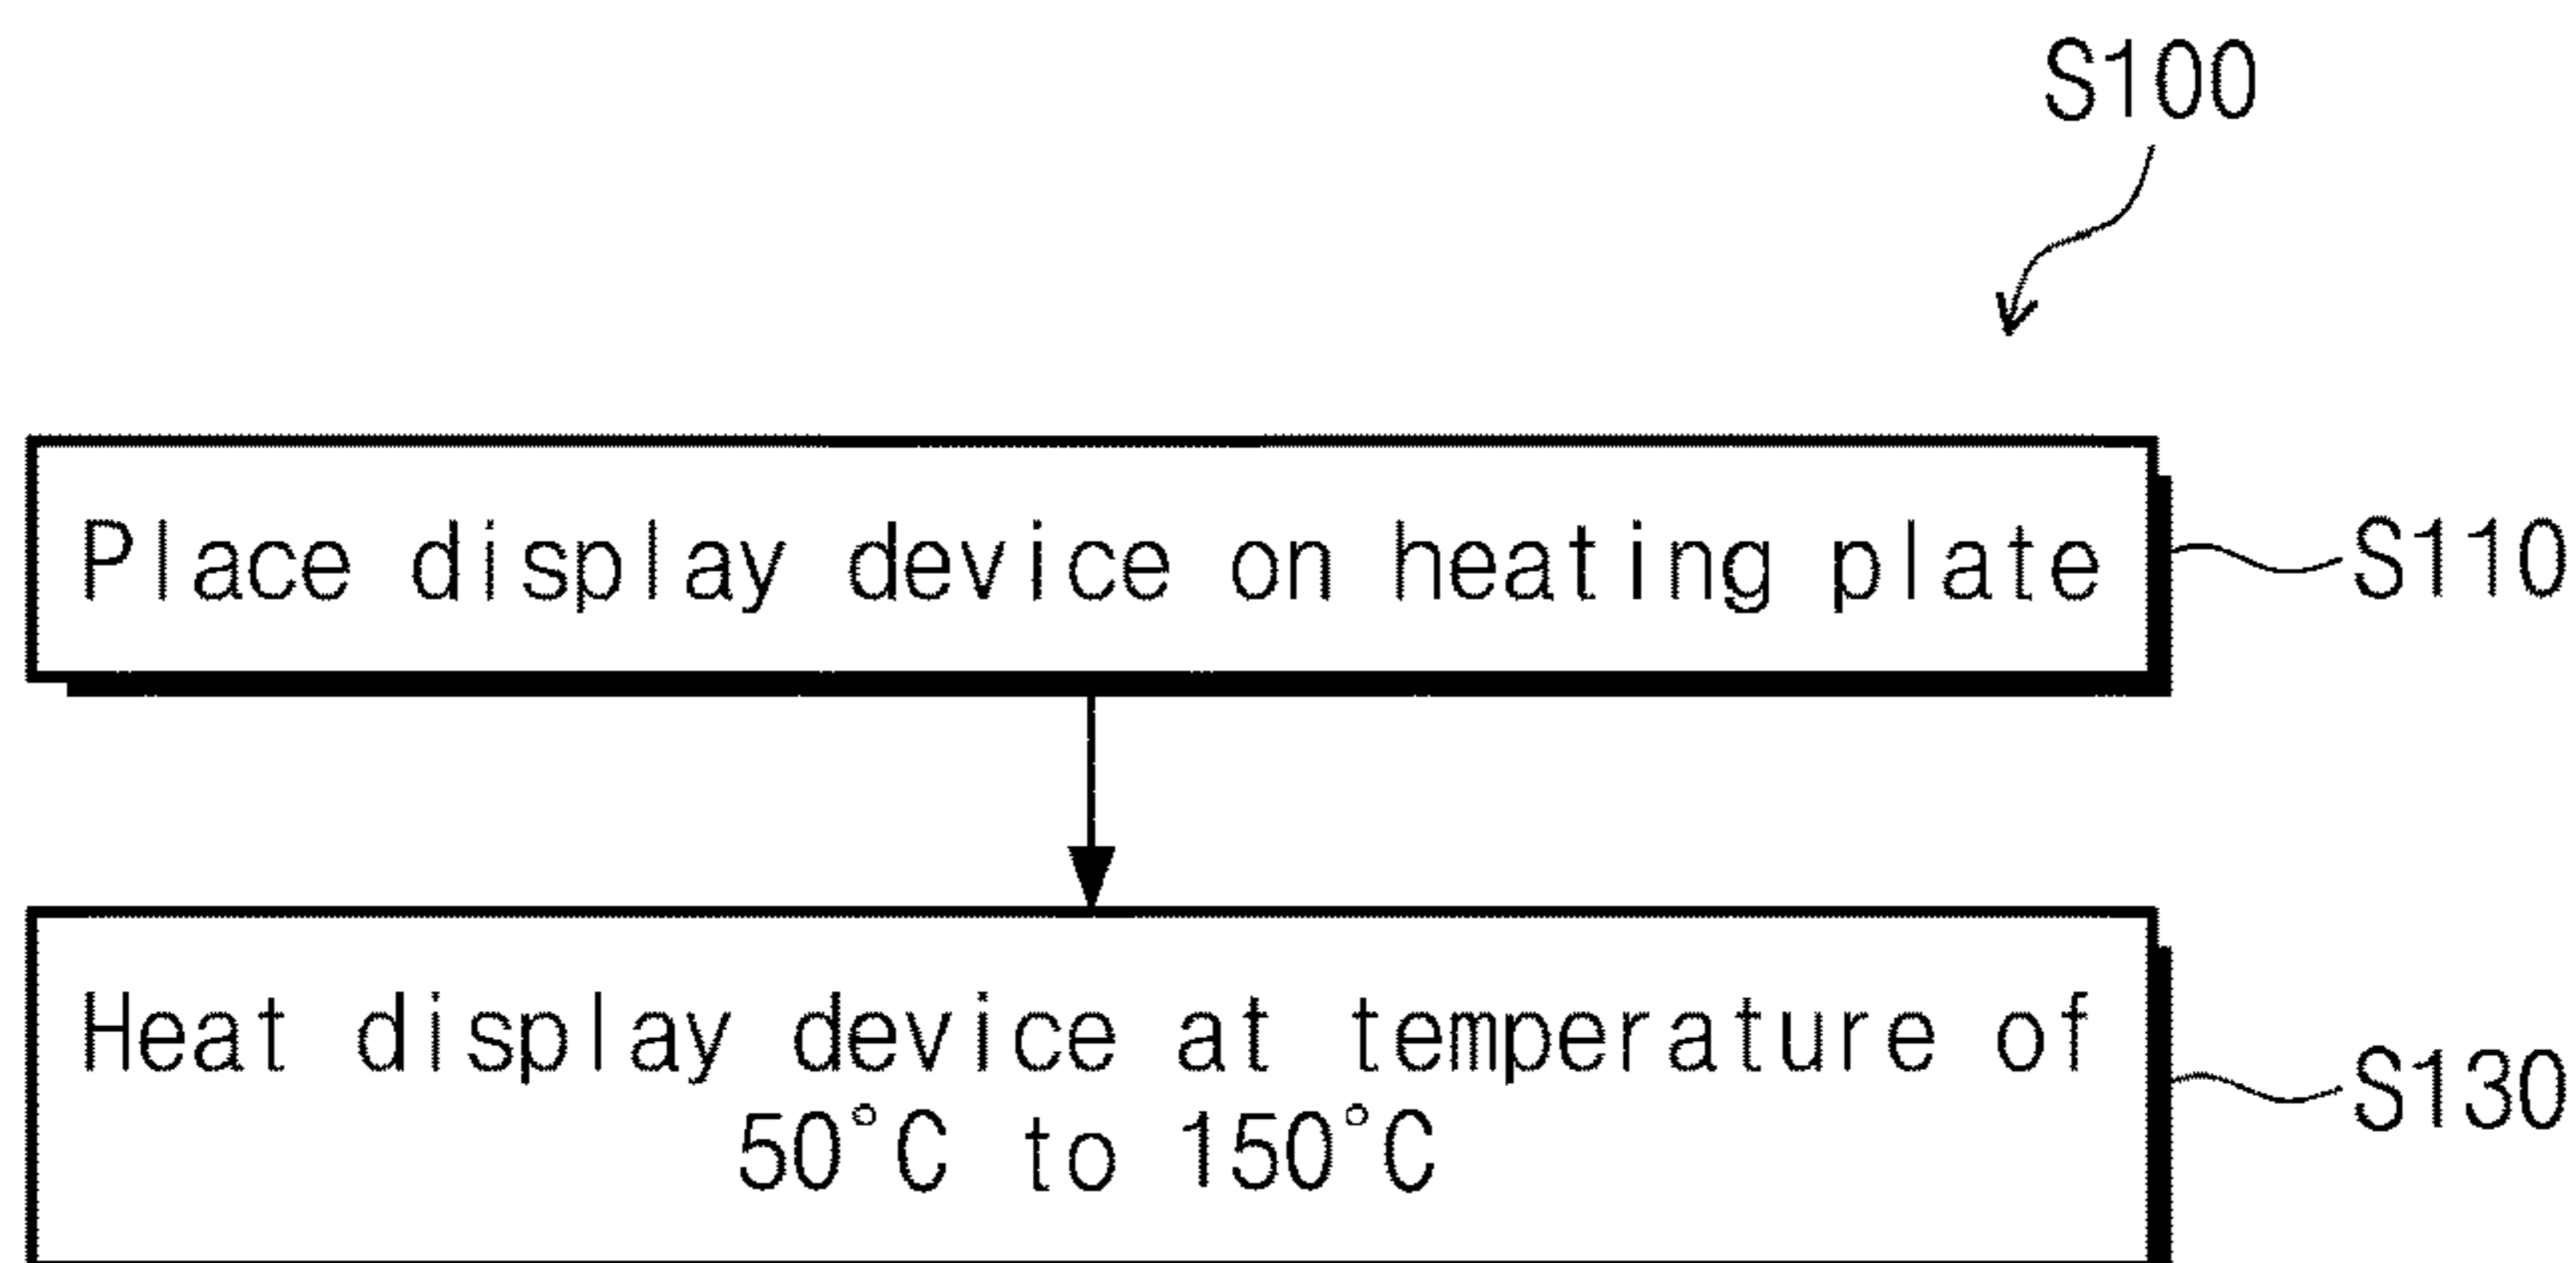 S100
Place display device on heating plate
S110
Heat display device at temperature of
50°C to 150°C
S130